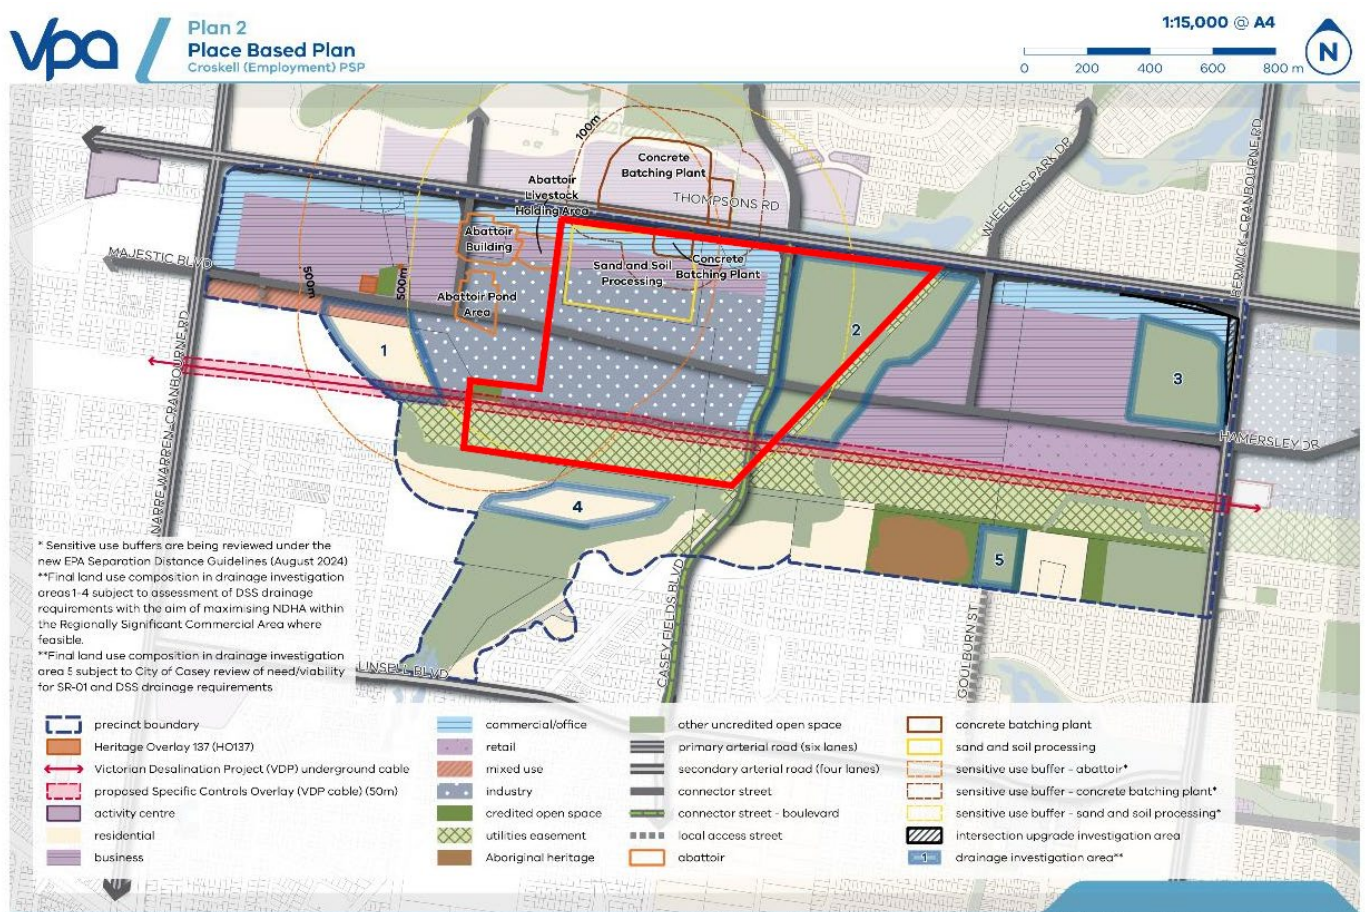 vpa
Plan 2
Place Based Plan
Croskell (Employment) PSP
1:15,000 @ A4
0 200 400 600 800 m
N
100m
Concrete
Batching Plant
THOMPSONS RD
WHEELERS PARK DR
BERWICK-CRANBOURNE RD
Abattoir
Livestock
Holding Area
Abattoir
Building
MAJESTIC BLVD
500m
500m
Sand and Soil
Processing
Concrete
Batching Plant
Abattoir Pond
Area
1
2
3
NARRE WARREN-CRANBOURNE RD
HAMERSLEY DR
4
5
CASEY FIELDS BLVD
GOULBURN ST
LINSELL BLVD
* Sensitive use buffers are being reviewed under the
new EPA Separation Distance Guidelines (August 2024)
**Final land use composition in drainage investigation
areas 1-4 subject to assessment of DSS drainage
requirements with the aim of maximising NDHA within
the Regionally Significant Commercial Area where
feasible.
**Final land use composition in drainage investigation
area 5 subject to City of Casey review of need/viability
for SR-01 and DSS drainage requirements
precinct boundary
Heritage Overlay 137 (HO137)
Victorian Desalination Project (VDP) underground cable
proposed Specific Controls Overlay (VDP cable) (50m)
activity centre
residential
business
commercial/office
retail
mixed use
industry
credited open space
utilities easement
Aboriginal heritage
other uncredited open space
primary arterial road (six lanes)
secondary arterial road (four lanes)
connector street
connector street - boulevard
local access street
abattoir
concrete batching plant
sand and soil processing
sensitive use buffer - abattoir*
sensitive use buffer - concrete batching plant*
sensitive use buffer - sand and soil processing*
intersection upgrade investigation area
1 drainage investigation area**